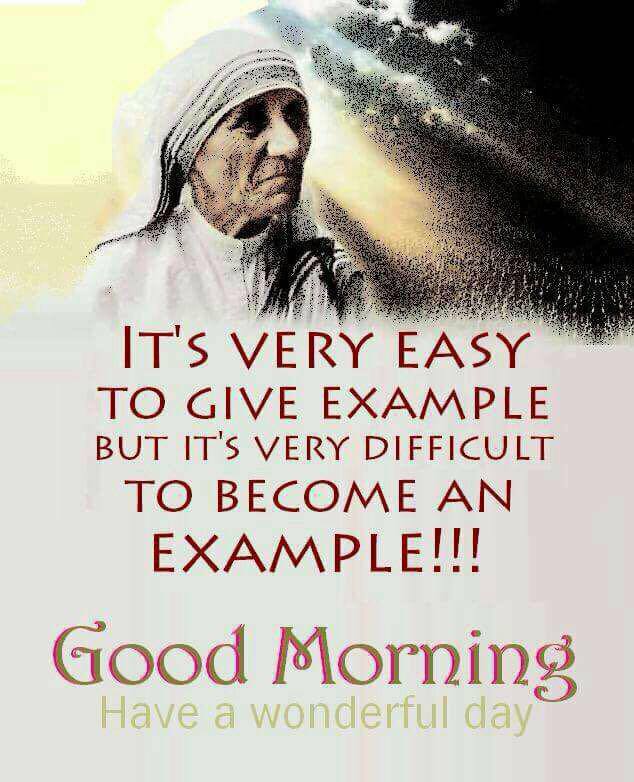 IT'S VERY EASY
TO GIVE EXAMPLE
BUT IT'S VERY DIFFICULT
TO BECOME AN
EXAMPLE!!!
Good Morning
Have a wonderful day